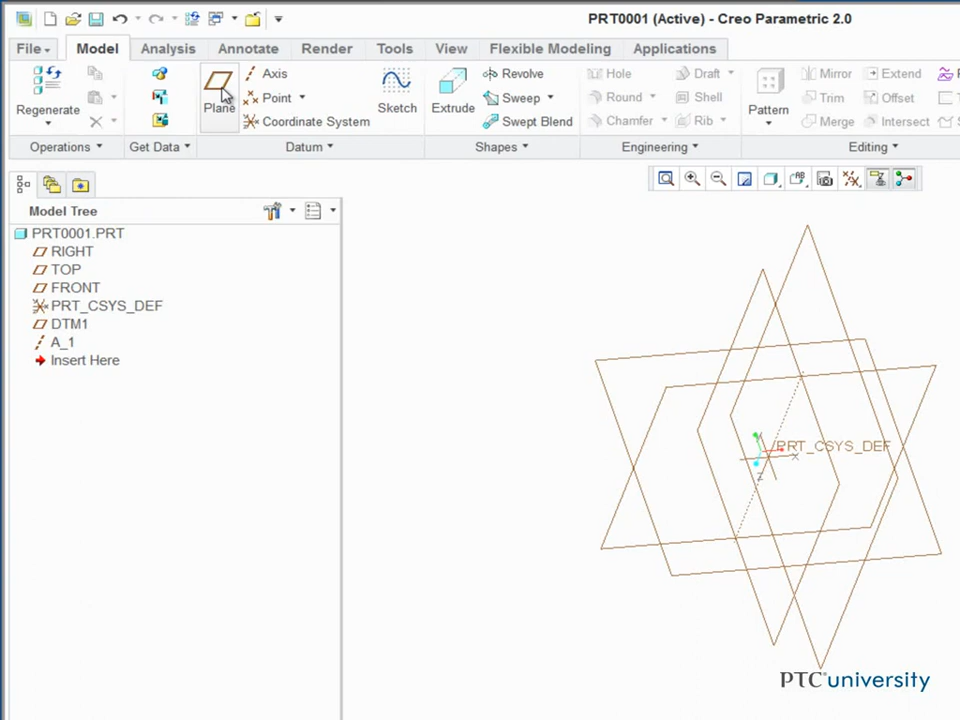 PRT0001 (Active) - Creo Parametric 2.0
File Model Analysis Annotate Render Tools View Flexible Modeling Applications
Regenerate
Plane
Axis
Point
Coordinate System
Sketch
Extrude
Revolve
Sweep
Swept Blend
Hole
Round
Chamfer
Draft
Shell
Rib
Pattern
Mirror
Trim
Merge
Extend
Offset
Intersect
Operations Get Data Datum Shapes Engineering Editing
Model Tree
PRT0001.PRT
RIGHT
TOP
FRONT
PRT_CSYS_DEF
DTM1
A_1
Insert Here
PRT_CSYS_DEF
X
Z
PTC university